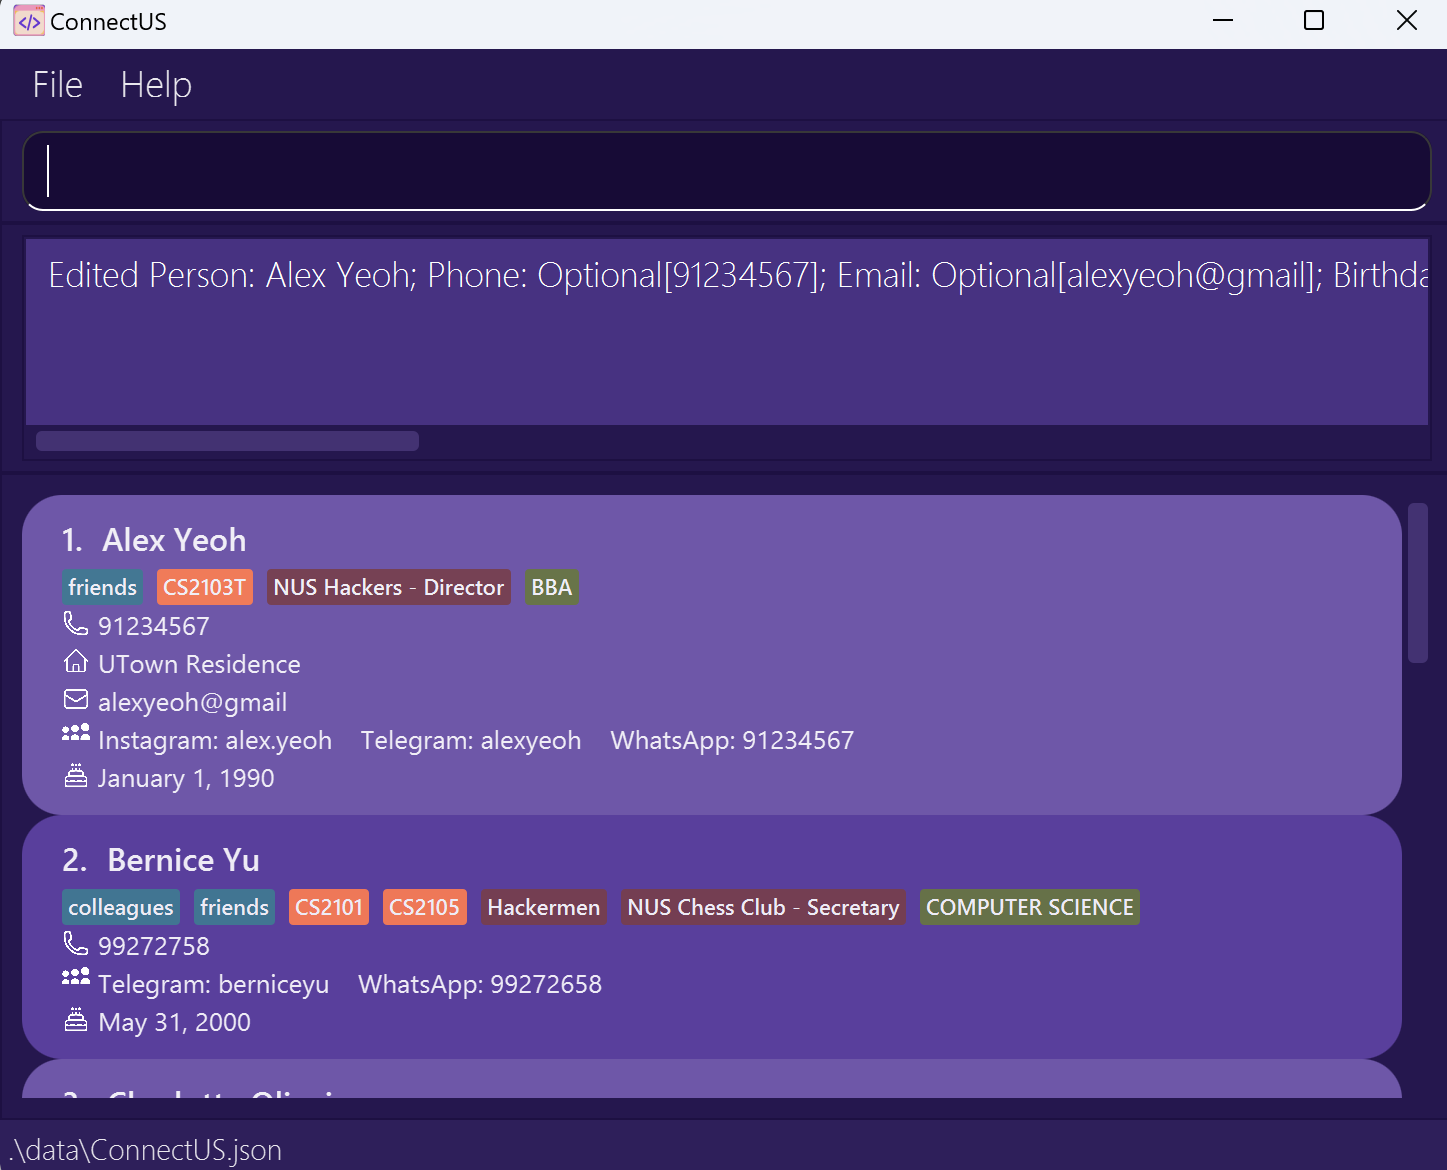 ConnectUS
File Help
Edited Person: Alex Yeoh; Phone: Optional[91234567]; Email: Optional[alexyeoh@gmail]; Birthda
1. Alex Yeoh
friends CS2103T NUS Hackers - Director BBA
91234567
UTown Residence
alexyeoh@gmail
Instagram: alex.yeoh Telegram: alexyeoh WhatsApp: 91234567
January 1, 1990
2. Bernice Yu
colleagues friends CS2101 CS2105 Hackermen NUS Chess Club - Secretary COMPUTER SCIENCE
99272758
Telegram: berniceyu WhatsApp: 99272658
May 31, 2000
.\data\ConnectUS.json